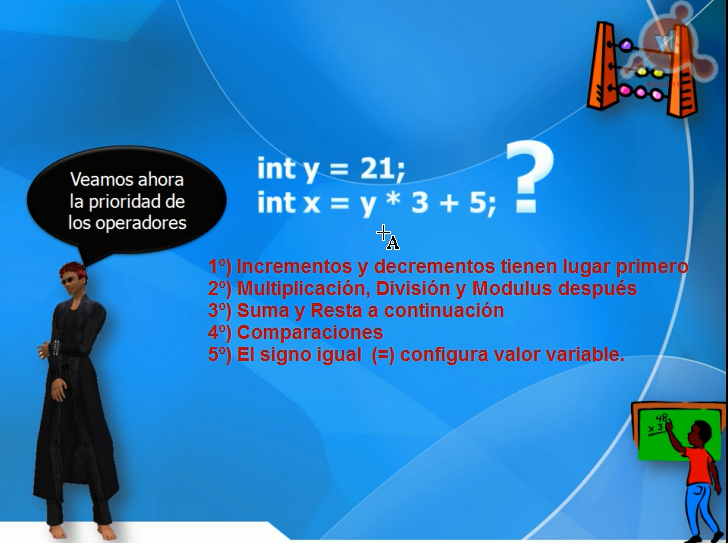 Veamos ahora
la prioridad de
los operadores
int y = 21;
int x = y * 3 + 5;
?
1º) Incrementos y decrementos tienen lugar primero
2º) Multiplicación, División y Modulus después
3º) Suma y Resta a continuación
4º) Comparaciones
5º) El signo igual (=) configura valor variable.
A
48
x 3